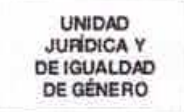 UNIDAD
JURÍDICA Y
DE IGUALDAD
DE GÉNERO